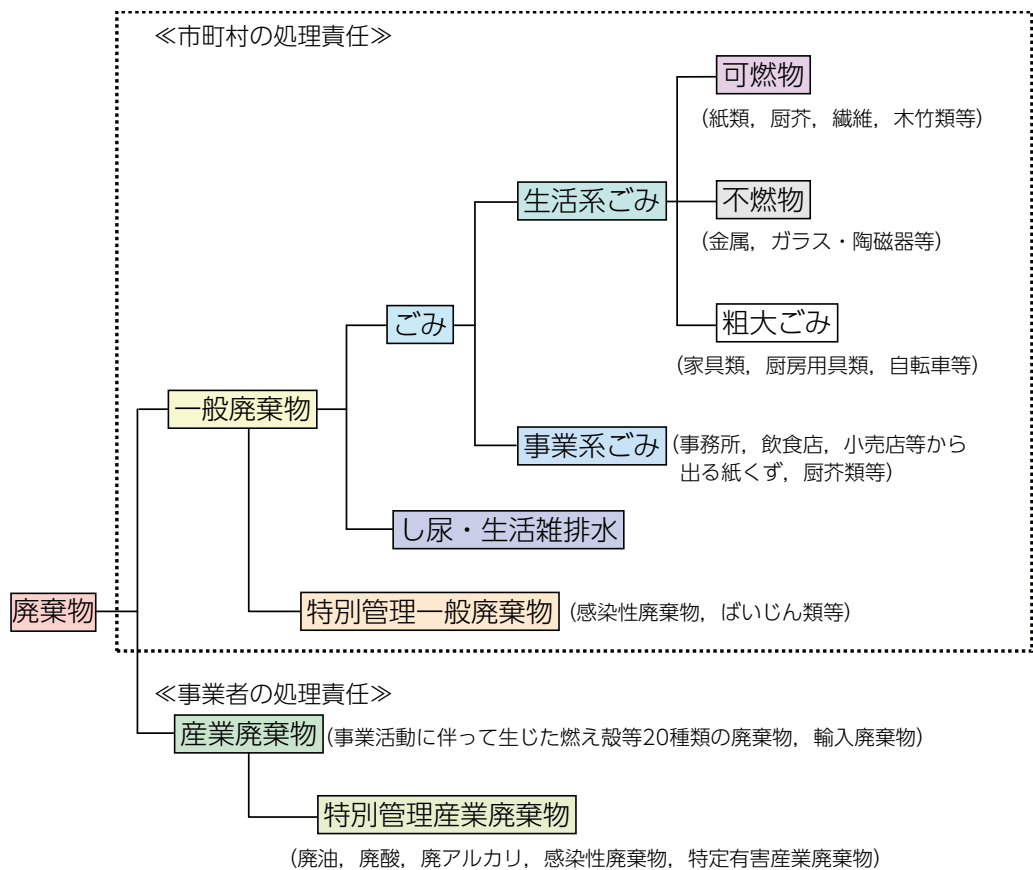 ≪市町村の処理責任≫
可燃物
（紙類，厨芥，繊維，木竹類等）
生活系ごみ
不燃物
（金属，ガラス・陶磁器等）
ごみ
粗大ごみ
（家具類，厨房用具類，自転車等）
一般廃棄物
事業系ごみ
（事務所，飲食店，小売店等から
出る紙くず，厨芥類等）
し尿・生活雑排水
廃棄物
特別管理一般廃棄物
（感染性廃棄物，ばいじん類等）
≪事業者の処理責任≫
産業廃棄物
（事業活動に伴って生じた燃え殻等20種類の廃棄物，輸入廃棄物）
特別管理産業廃棄物
（廃油，廃酸，廃アルカリ，感染性廃棄物，特定有害産業廃棄物）